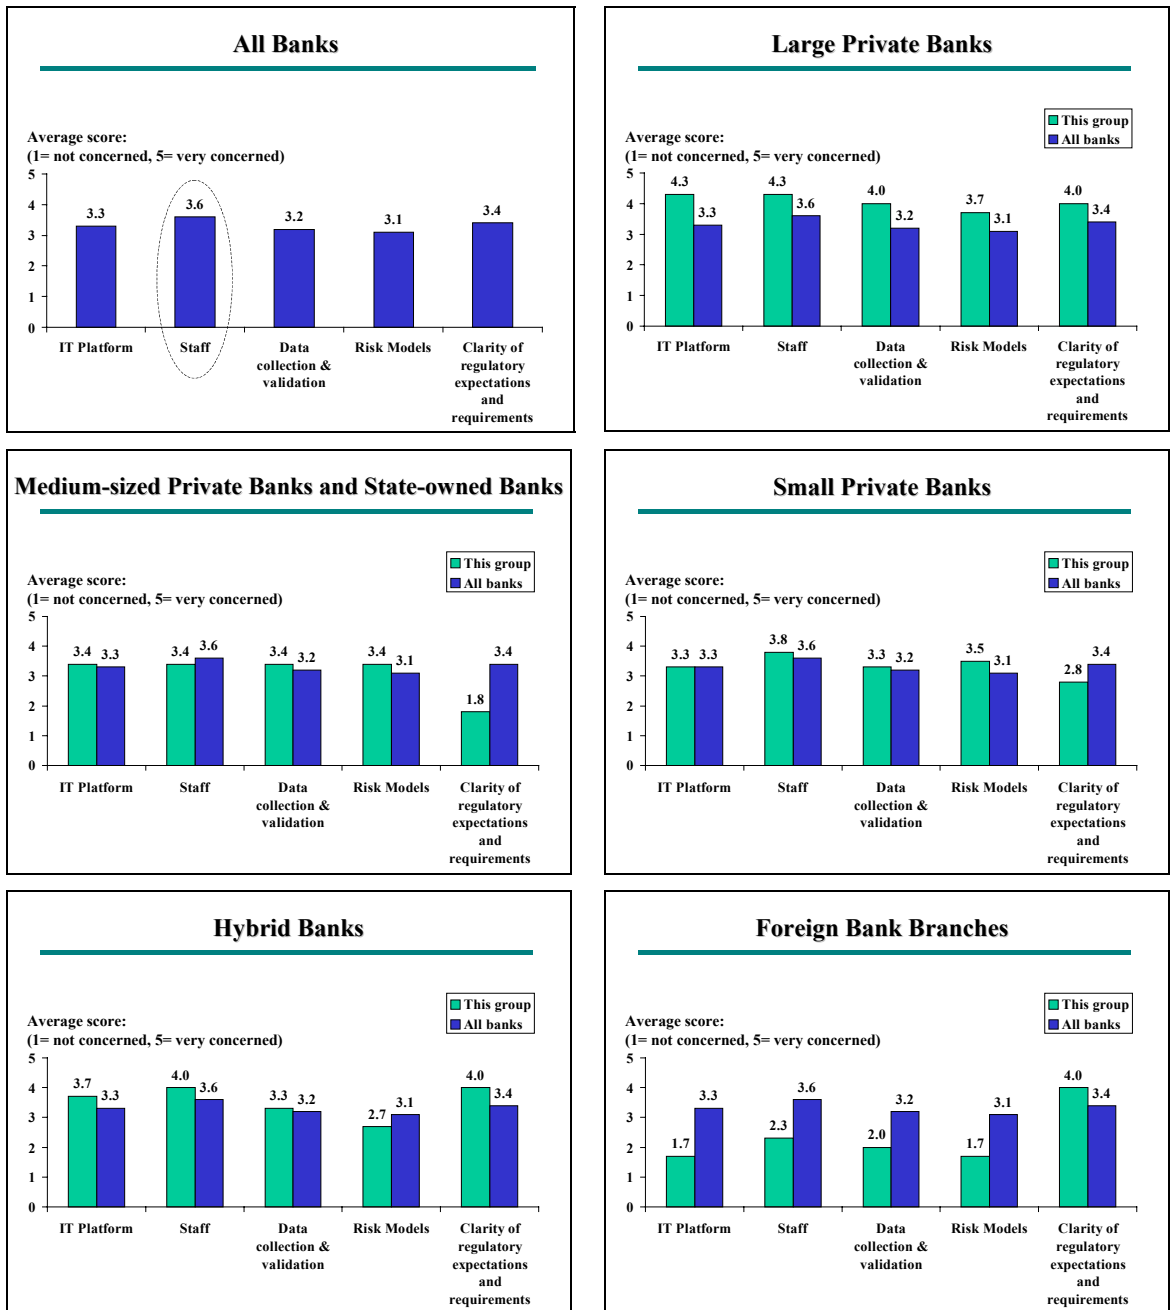 All Banks
Average score:
(1= not concerned, 5= very concerned)
5
4
3
2
1
0
3.3
3.6
3.2
3.1
3.4
IT Platform
Staff
Data
collection &
validation
Risk Models
Clarity of
regulatory
expectations
and
requirements
Large Private Banks
This group
All banks
Average score:
(1= not concerned, 5= very concerned)
5
4
3
2
1
0
4.3
3.3
4.3
3.6
4.0
3.2
3.7
3.1
4.0
3.4
IT Platform
Staff
Data
collection &
validation
Risk Models
Clarity of
regulatory
expectations
and
requirements
Medium-sized Private Banks and State-owned Banks
This group
All banks
Average score:
(1= not concerned, 5= very concerned)
5
4
3
2
1
0
3.4
3.3
3.4
3.6
3.4
3.2
3.4
3.1
1.8
3.4
IT Platform
Staff
Data
collection &
validation
Risk Models
Clarity of
regulatory
expectations
and
requirements
Small Private Banks
This group
All banks
Average score:
(1= not concerned, 5= very concerned)
5
4
3
2
1
0
3.3
3.3
3.8
3.6
3.3
3.2
3.5
3.1
2.8
3.4
IT Platform
Staff
Data
collection &
validation
Risk Models
Clarity of
regulatory
expectations
and
requirements
Hybrid Banks
This group
All banks
Average score:
(1= not concerned, 5= very concerned)
5
4
3
2
1
0
3.7
3.3
4.0
3.6
3.3
3.2
2.7
3.1
4.0
3.4
IT Platform
Staff
Data
collection &
validation
Risk Models
Clarity of
regulatory
expectations
and
requirements
Foreign Bank Branches
This group
All banks
Average score:
(1= not concerned, 5= very concerned)
5
4
3
2
1
0
1.7
3.3
2.3
3.6
2.0
3.2
1.7
3.1
4.0
3.4
IT Platform
Staff
Data
collection &
validation
Risk Models
Clarity of
regulatory
expectations
and
requirements